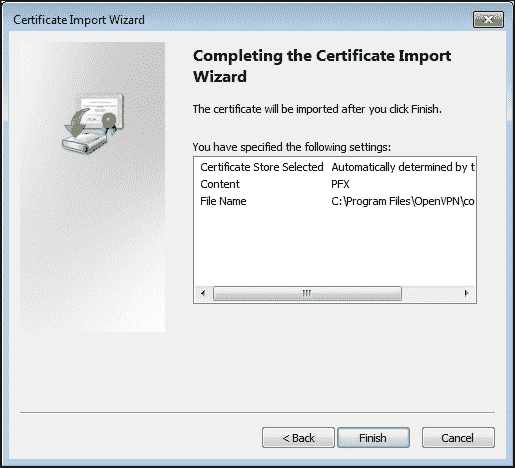 Certificate Import Wizard
Completing the Certificate Import
Wizard
The certificate will be imported after you click Finish.
You have specified the following settings:
Certificate Store Selected Automatically determined by t
Content PFX
File Name C:\Program Files\OpenVPN\co
< Back Finish Cancel